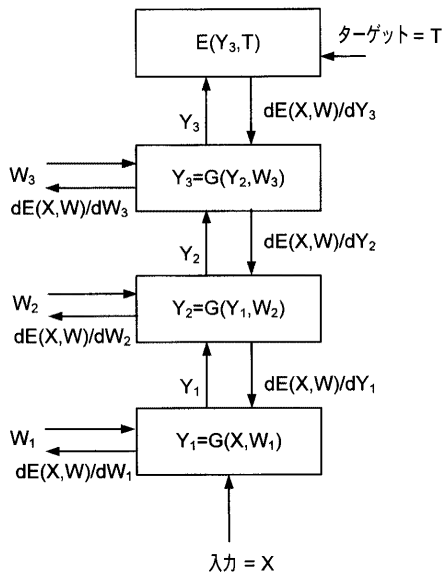 E(Y₃,T)
ターゲット = T
Y₃
dE(X,W)/dY₃
W₃
dE(X,W)/dW₃
Y₃=G(Y₂,W₃)
Y₂
dE(X,W)/dY₂
W₂
dE(X,W)/dW₂
Y₂=G(Y₁,W₂)
Y₁
dE(X,W)/dY₁
W₁
dE(X,W)/dW₁
Y₁=G(X,W₁)
入力 = X